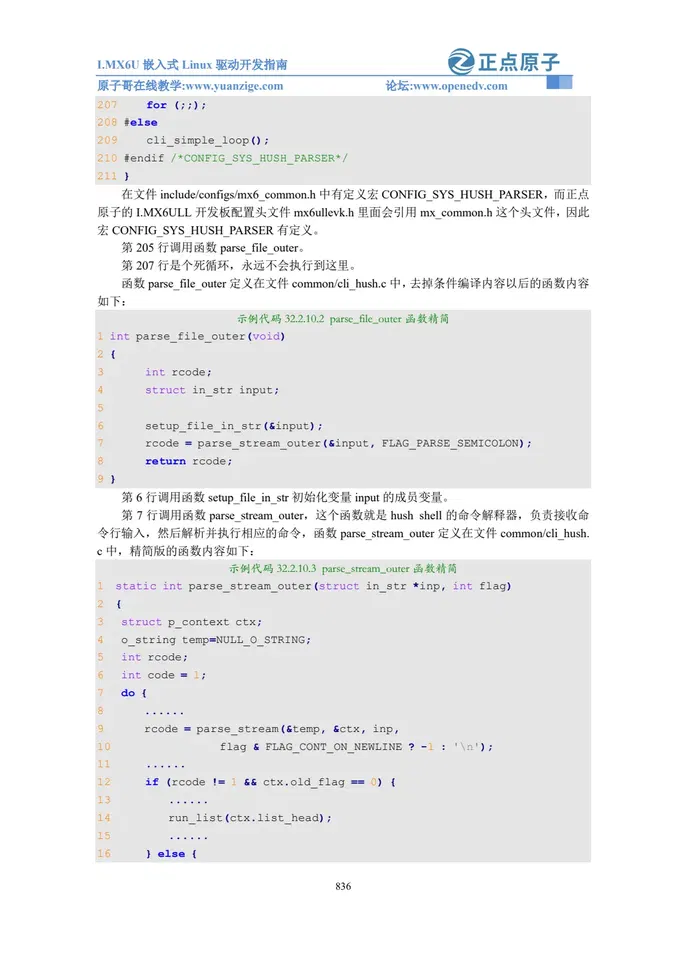 I.MX6U 嵌入式 Linux 驱动开发指南
正点原子
原子哥在线教学:www.yuanzige.com 论坛:www.openedv.com
207 for (;;);
208 #else
209 cli_simple_loop();
210 #endif /*CONFIG_SYS_HUSH_PARSER*/
211 }
在文件 include/configs/mx6_common.h 中有定义宏 CONFIG_SYS_HUSH_PARSER，而正点
原子的 I.MX6ULL 开发板配置头文件 mx6ullevk.h 里面会引用 mx_common.h 这个头文件，因此
宏 CONFIG_SYS_HUSH_PARSER 有定义。
第 205 行调用函数 parse_file_outer。
第 207 行是个死循环，永远不会执行到这里。
函数 parse_file_outer 定义在文件 common/cli_hush.c 中，去掉条件编译内容以后的函数内容
如下：
示例代码 32.2.10.2 parse_file_outer 函数精简
1 int parse_file_outer(void)
2 {
3 int rcode;
4 struct in_str input;
5
6 setup_file_in_str(&input);
7 rcode = parse_stream_outer(&input, FLAG_PARSE_SEMICOLON);
8 return rcode;
9 }
第 6 行调用函数 setup_file_in_str 初始化变量 input 的成员变量。
第 7 行调用函数 parse_stream_outer，这个函数就是 hush shell 的命令解释器，负责接收命
令行输入，然后解析并执行相应的命令，函数 parse_stream_outer 定义在文件 common/cli_hush.
c 中，精简版的函数内容如下：
示例代码 32.2.10.3 parse_stream_outer 函数精简
1 static int parse_stream_outer(struct in_str *inp, int flag)
2 {
3 struct p_context ctx;
4 o_string temp=NULL_O_STRING;
5 int rcode;
6 int code = 1;
7 do {
8 ......
9 rcode = parse_stream(&temp, &ctx, inp,
10 flag & FLAG_CONT_ON_NEWLINE ? -1 : '\n');
11 ......
12 if (rcode != 1 && ctx.old_flag == 0) {
13 ......
14 run_list(ctx.list_head);
15 ......
16 } else {
836